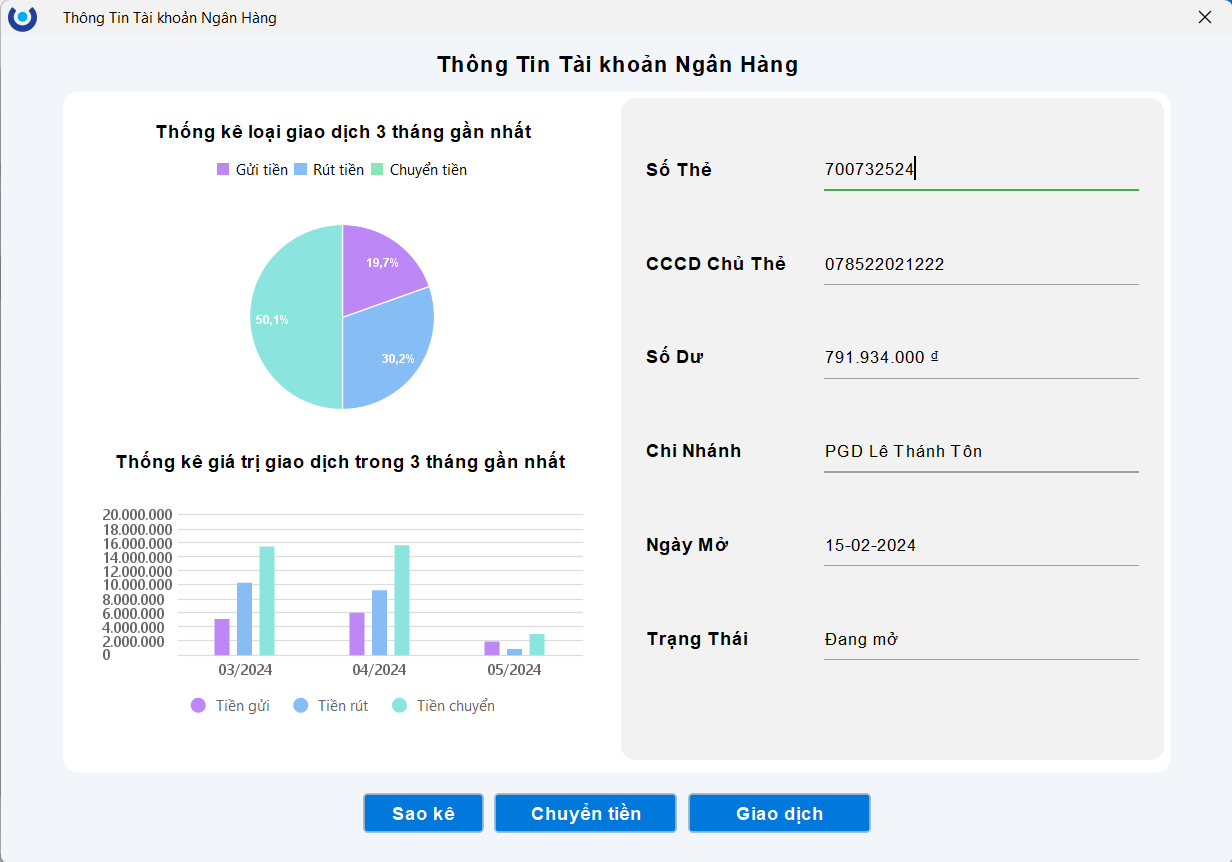 Thông Tin Tài khoản Ngân Hàng
Thông Tin Tài khoản Ngân Hàng
Thống kê loại giao dịch 3 tháng gần nhất
Gửi tiền Rút tiền Chuyển tiền
19,7%
50,1%
30,2%
Thống kê giá trị giao dịch trong 3 tháng gần nhất
20.000.000
18.000.000
16.000.000
14.000.000
12.000.000
10.000.000
8.000.000
6.000.000
4.000.000
2.000.000
0
03/2024 04/2024 05/2024
Tiền gửi Tiền rút Tiền chuyển
Số Thẻ 700732524
CCCD Chủ Thẻ 078522021222
Số Dư 791.934.000 ₫
Chi Nhánh PGD Lê Thánh Tôn
Ngày Mở 15-02-2024
Trạng Thái Đang mở
Sao kê Chuyển tiền Giao dịch